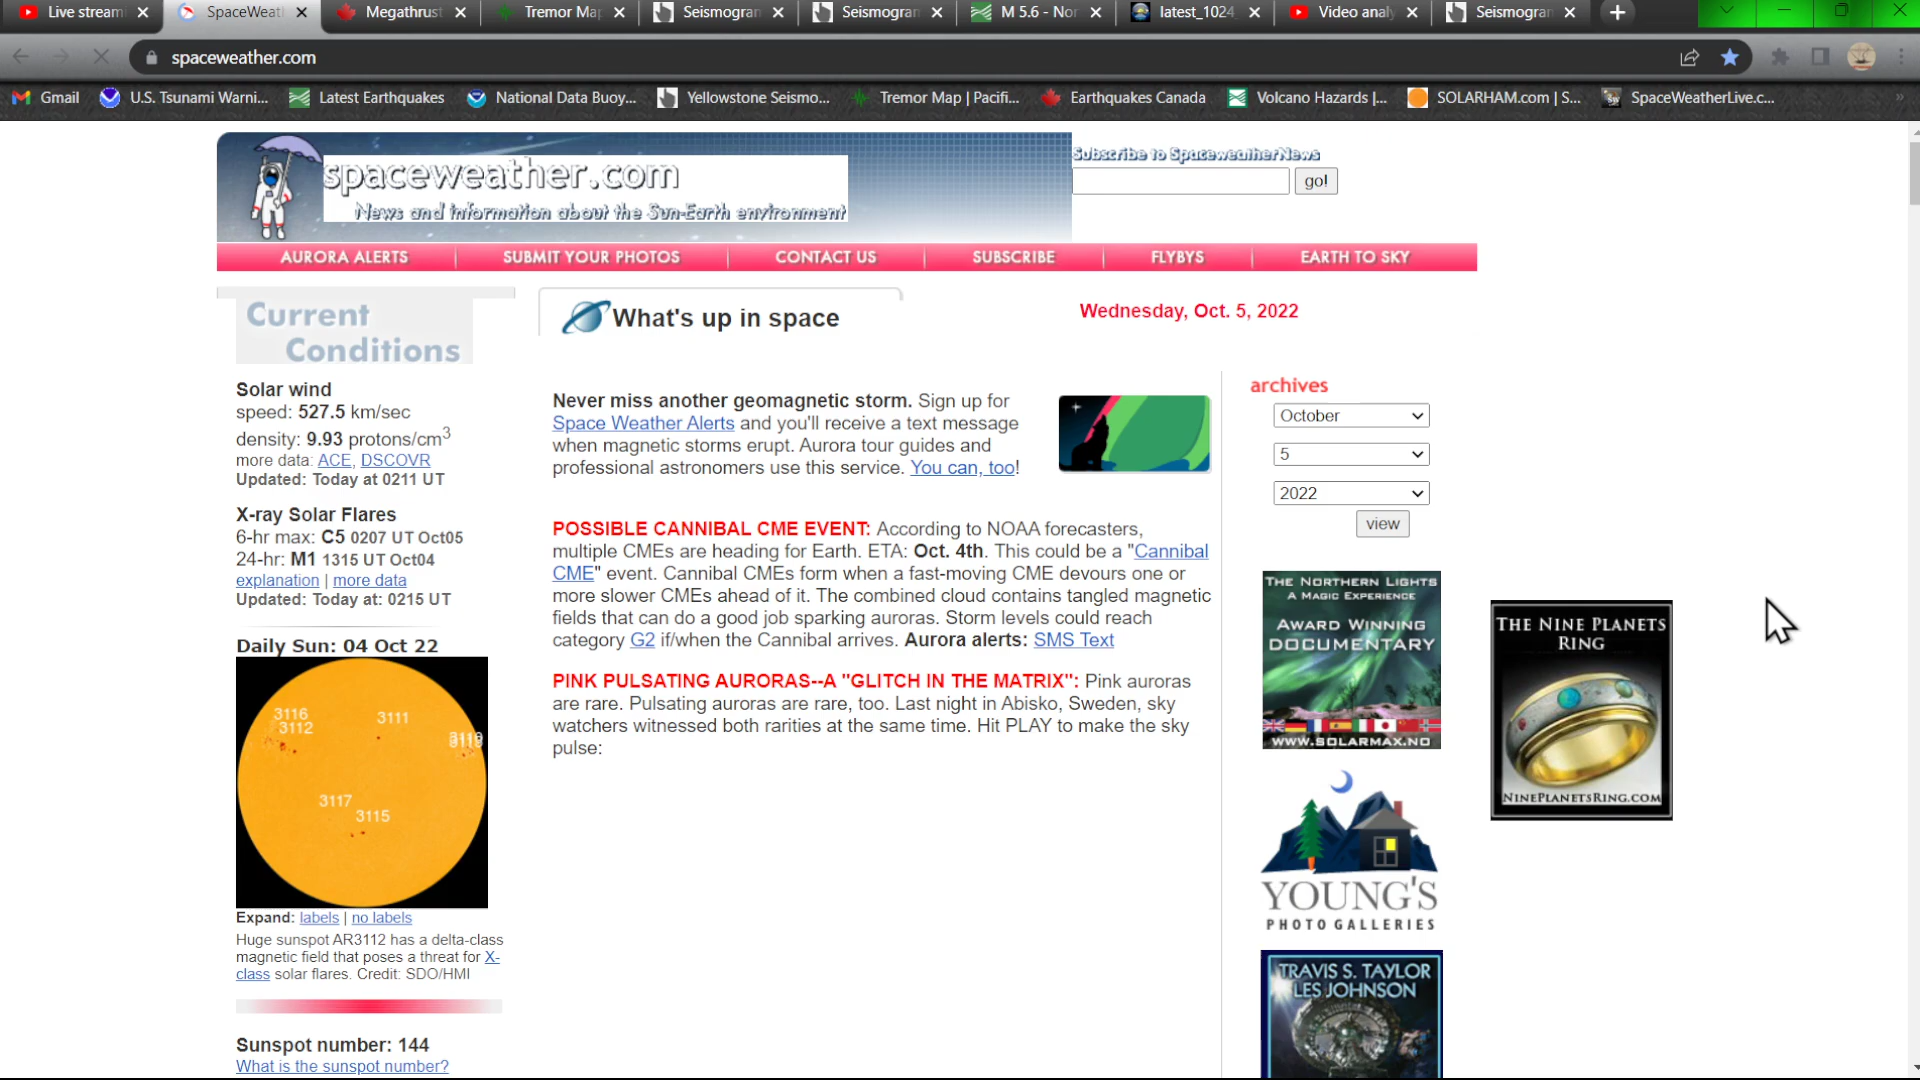 Live stream
SpaceWeat
Megathrus
Tremor Ma
Seismogra
Seismogra
M 5.6 - Nor
latest_1024
Video analy
Seismogra
spaceweather.com
Gmail
U.S. Tsunami Warni...
Latest Earthquakes
National Data Buoy...
Yellowstone Seismo...
Tremor Map | Pacifi...
Earthquakes Canada
Volcano Hazards |...
SOLARHAM.com | S...
SpaceWeatherLive.c...
spaceweather.com
News and information about the Sun-Earth environment
Subscribe to SpaceweatherNews
go!
AURORA ALERTS
SUBMIT YOUR PHOTOS
CONTACT US
SUBSCRIBE
FLYBYS
EARTH TO SKY
Current
Conditions
Solar wind
speed: 527.5 km/sec
density: 9.93 protons/cm3
more data: ACE, DSCOVR
Updated: Today at 0211 UT
X-ray Solar Flares
6-hr max: C5 0207 UT Oct05
24-hr: M1 1315 UT Oct04
explanation | more data
Updated: Today at: 0215 UT
Daily Sun: 04 Oct 22
3116
3112
3111
3117
3115
Expand: labels | no labels
Huge sunspot AR3112 has a delta-class
magnetic field that poses a threat for X-
class solar flares. Credit: SDO/HMI
Sunspot number: 144
What is the sunspot number?
What's up in space
Wednesday, Oct. 5, 2022
Never miss another geomagnetic storm. Sign up for
Space Weather Alerts and you'll receive a text message
when magnetic storms erupt. Aurora tour guides and
professional astronomers use this service. You can, too!
POSSIBLE CANNIBAL CME EVENT: According to NOAA forecasters,
multiple CMEs are heading for Earth. ETA: Oct. 4th. This could be a "Cannibal
CME" event. Cannibal CMEs form when a fast-moving CME devours one or
more slower CMEs ahead of it. The combined cloud contains tangled magnetic
fields that can do a good job sparking auroras. Storm levels could reach
category G2 if/when the Cannibal arrives. Aurora alerts: SMS Text
PINK PULSATING AURORAS--A "GLITCH IN THE MATRIX": Pink auroras
are rare. Pulsating auroras are rare, too. Last night in Abisko, Sweden, sky
watchers witnessed both rarities at the same time. Hit PLAY to make the sky
pulse:
archives
October
5
2022
view
THE NORTHERN LIGHTS
A MAGIC EXPERIENCE
AWARD WINNING
DOCUMENTARY
WWW.SOLARMAX.NO
YOUNG'S
PHOTO GALLERIES
TRAVIS S. TAYLOR
LES JOHNSON
THE NINE PLANETS
RING
NINEPLANETSRING.COM